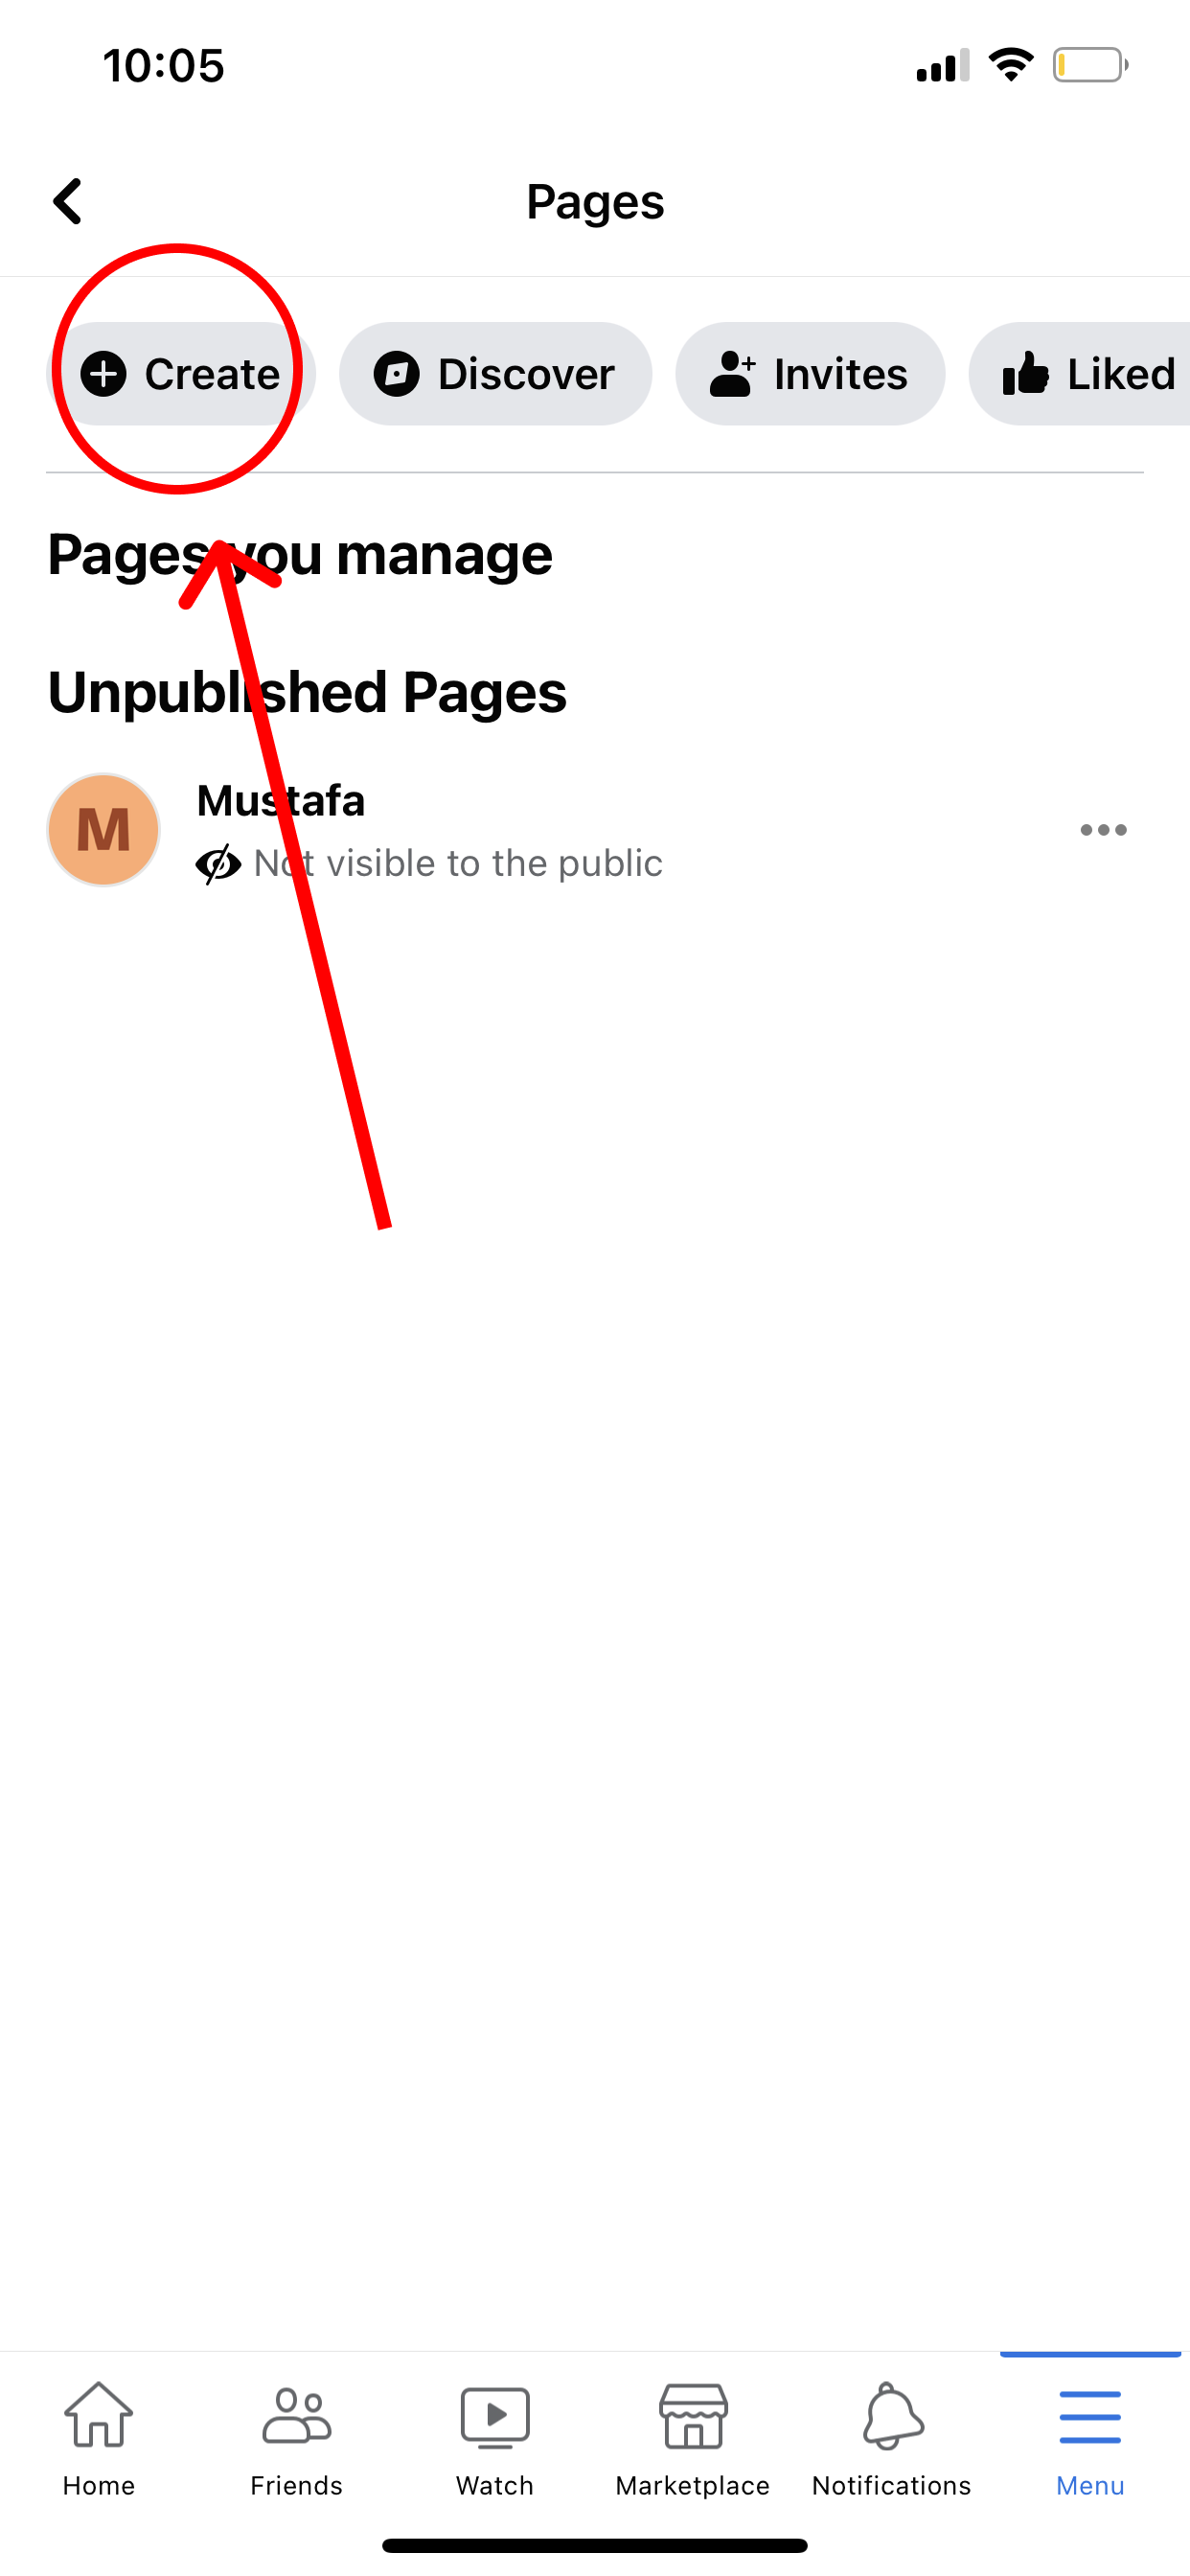 10:05
Pages
Create Discover Invites Liked
Pages you manage
Unpublished Pages
M
Mustafa
Not visible to the public
Home Friends Watch Marketplace Notifications Menu